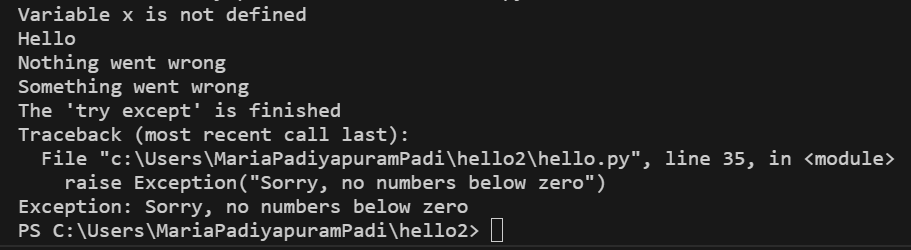 Variable x is not defined
Hello
Nothing went wrong
Something went wrong
The 'try except' is finished
Traceback (most recent call last):
  File "c:\Users\MariaPadiyapuramPadi\hello2\hello.py", line 35, in <module>
    raise Exception("Sorry, no numbers below zero")
Exception: Sorry, no numbers below zero
PS C:\Users\MariaPadiyapuramPadi\hello2>